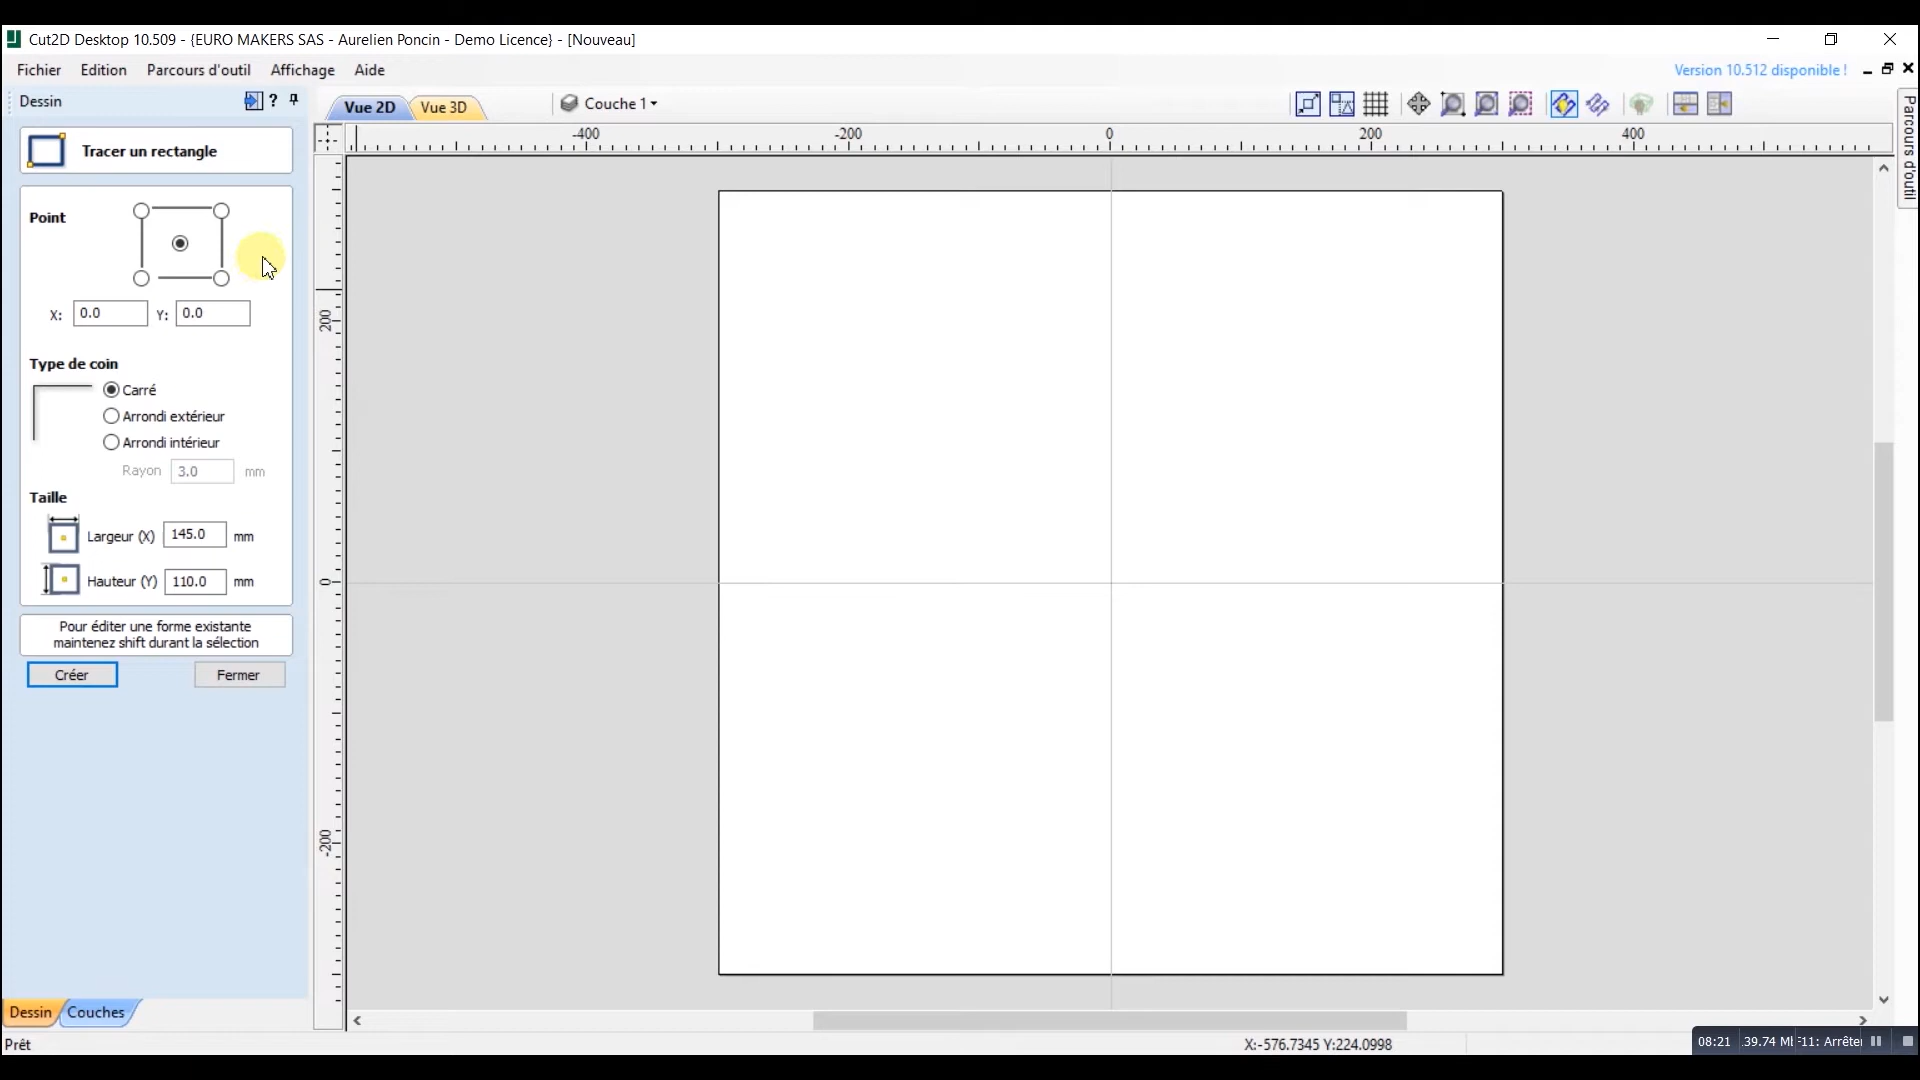 Cut2D Desktop 10.509 - {EURO MAKERS SAS - Aurelien Poncin - Demo Licence} - [Nouveau]
Fichier Edition Parcours d'outil Affichage Aide
Version 10.512 disponible !
Dessin ?
Vue 2D Vue 3D Couche 1
Parcours d'outil
-400 -200 0 200 400
Tracer un rectangle
Point
X: 0.0 Y: 0.0
Type de coin
Carré
Arrondi extérieur
Arrondi intérieur
Rayon 3.0 mm
Taille
Largeur (X) 145.0 mm
Hauteur (Y) 110.0 mm
Pour éditer une forme existante
maintenez shift durant la sélection
Créer Fermer
200
0
-200
Dessin Couches
Prêt
X:-576.7345 Y:224.0998
08:21 .39.74 F11: Arrête